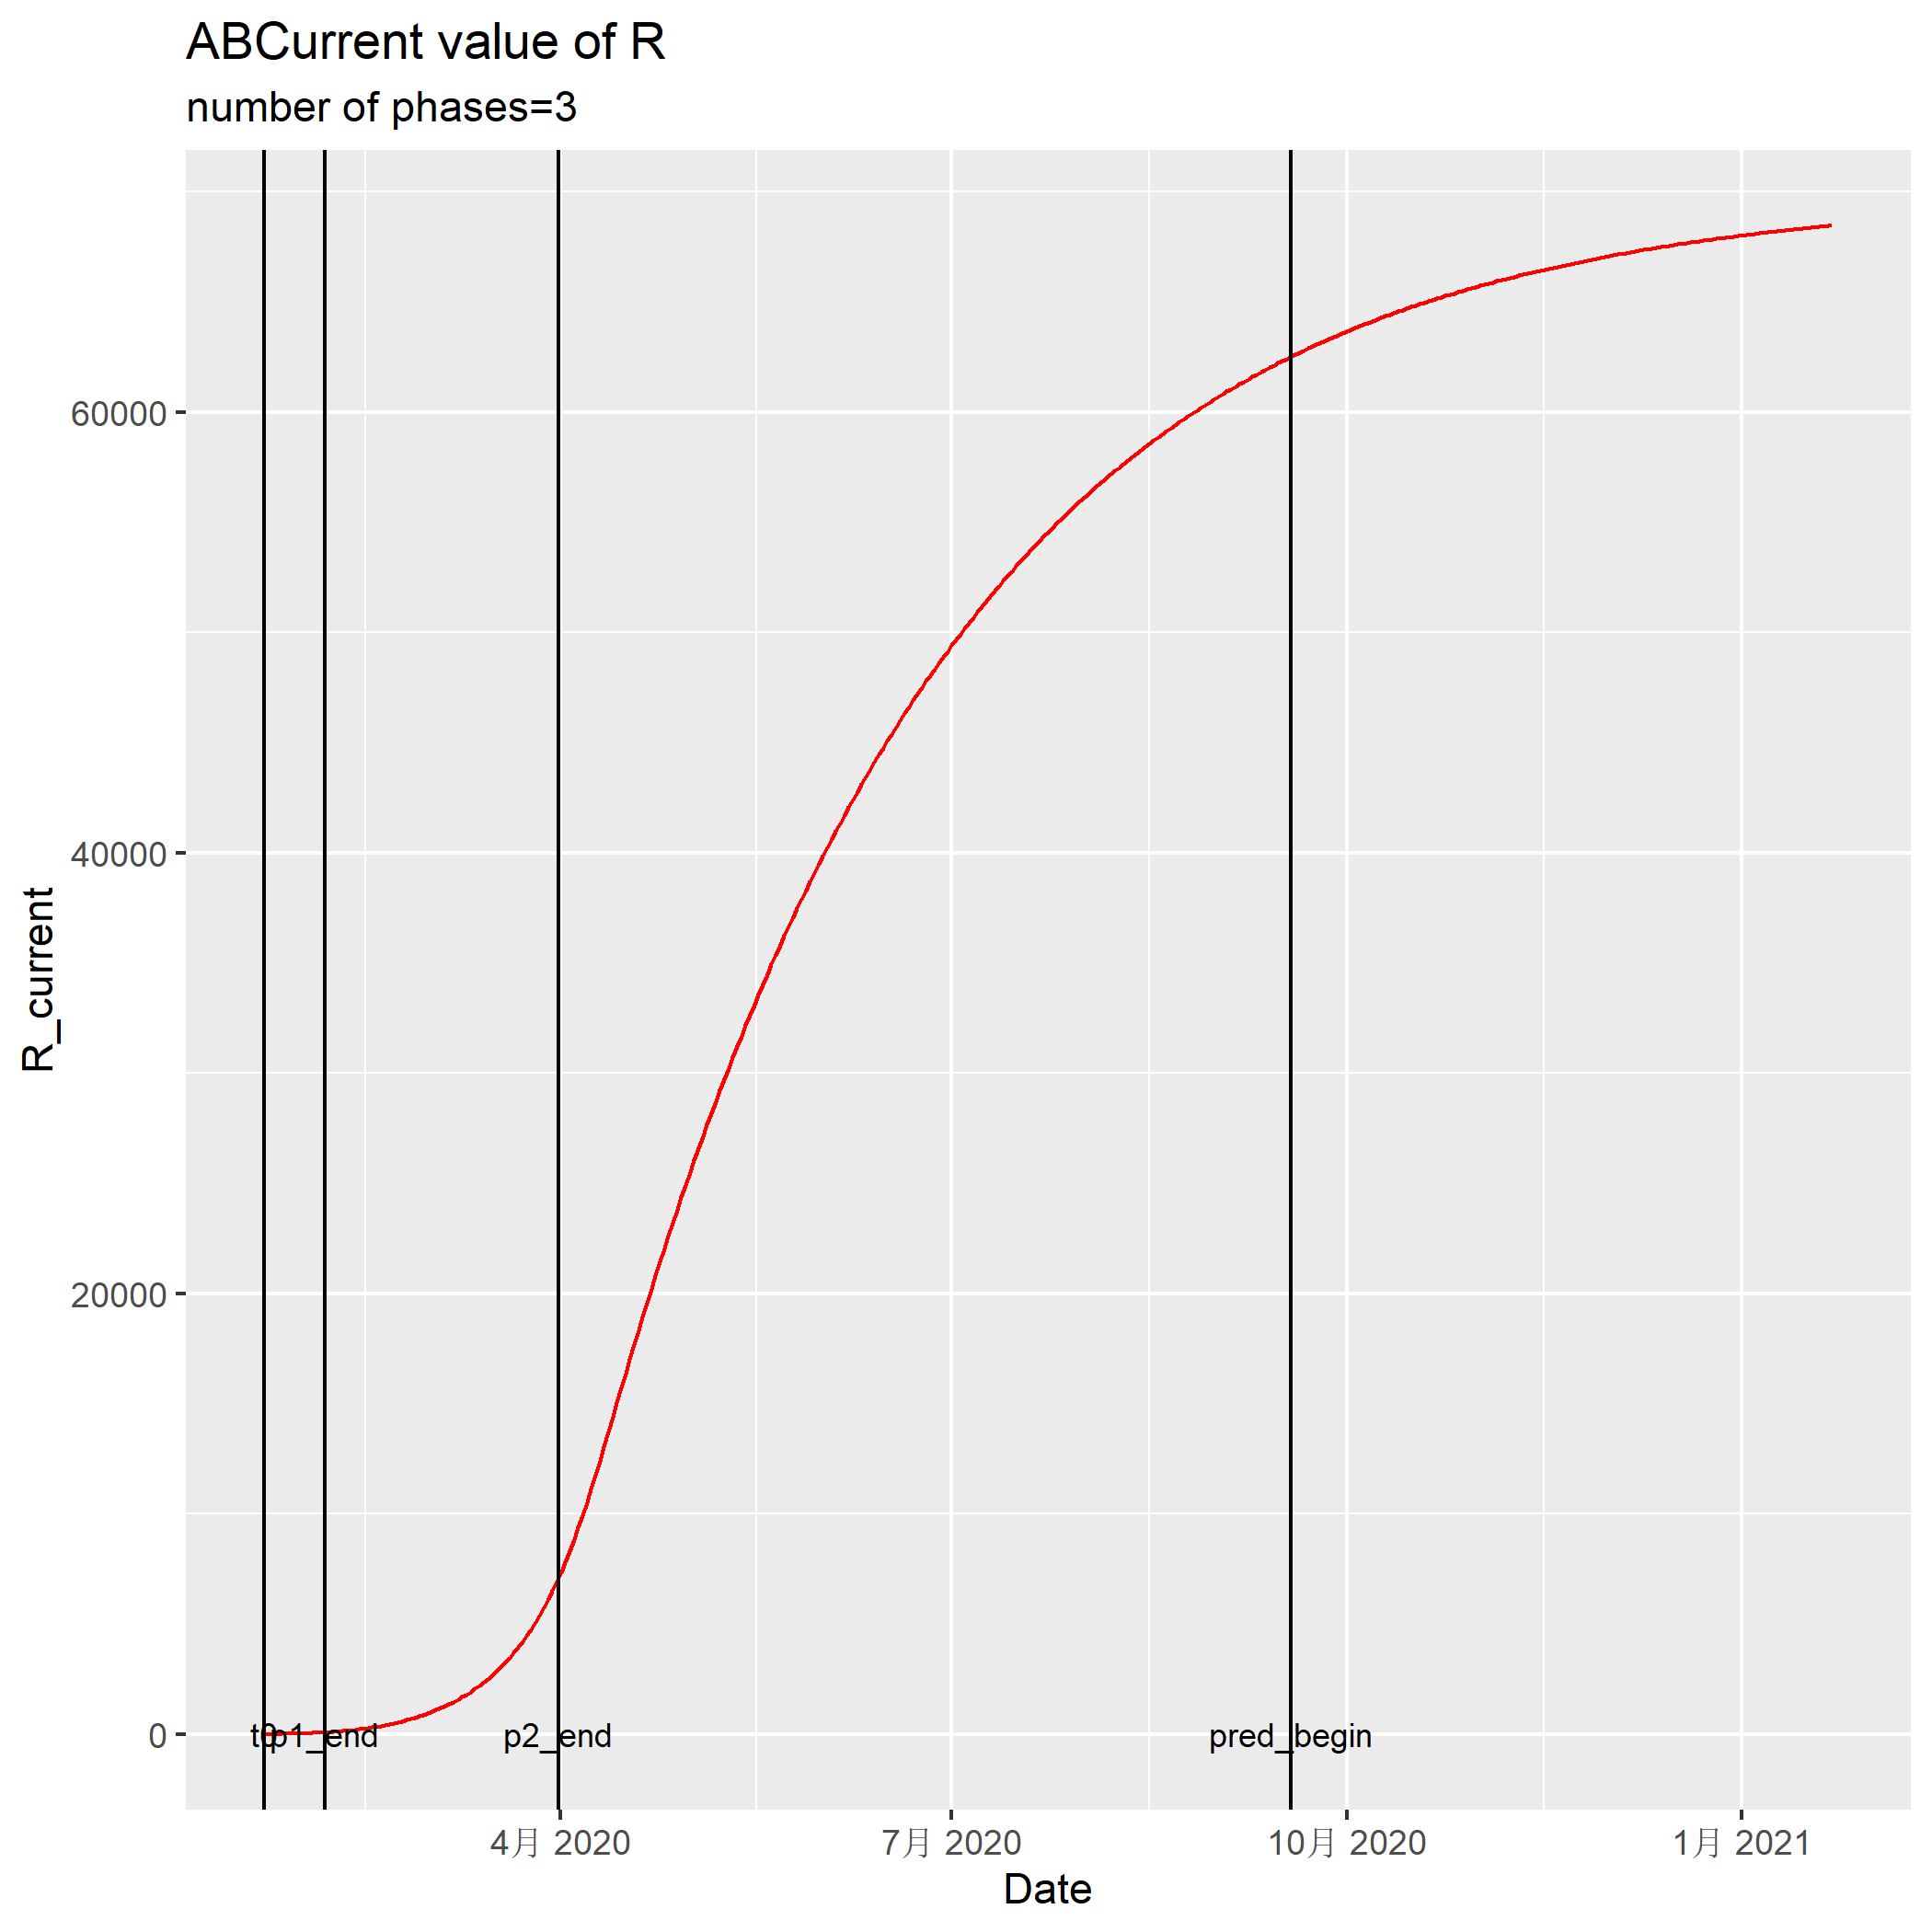 ABCurrent value of R
number of phases=3
60000
40000
20000
0
R_current
t0
p1_end
p2_end
pred_begin
4月 2020
7月 2020
10月 2020
1月 2021
Date